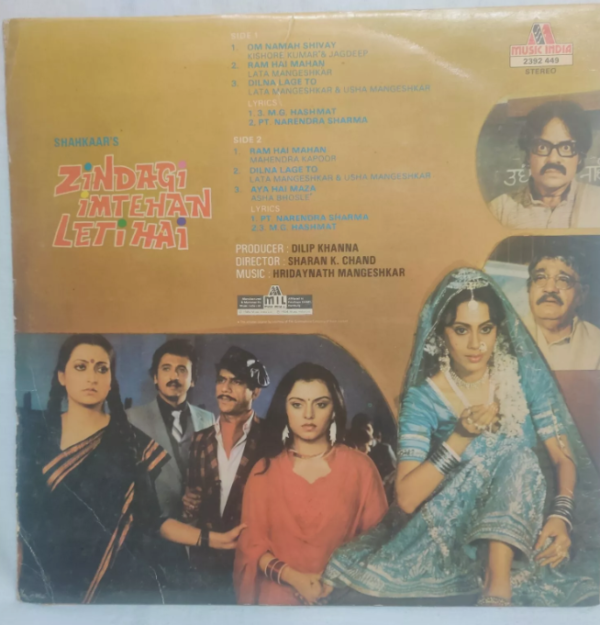 SIDE 1
1. OM NAMAH SHIVAY
KISHORE KUMAR & JAGDEEP
2. RAM HAI MAHAN
LATA MANGESHKAR
3. DILNA LAGE TO
LATA MANGESHKAR & USHA MANGESHKAR
LYRICS :
1. 3. M.G. HASHMAT
2. PT. NARENDRA SHARMA
SIDE 2
1. RAM HAI MAHAN
MAHENDRA KAPOOR
2. DILNA LAGE TO
LATA MANGESHKAR & USHA MANGESHKAR
3. AYA HAI MAZA
ASHA BHOSLE
LYRICS
1. PT. NARENDRA SHARMA
2.3. M.G. HASHMAT
PRODUCER : DILIP KHANNA
DIRECTOR : SHARAN K. CHAND
MUSIC : HRIDAYNATH MANGESHKAR
MIL
MUSIC INDIA
2392 449
STEREO
SHAHKAAR'S
ZINDAGI
IMTEHAN
LETI HAI